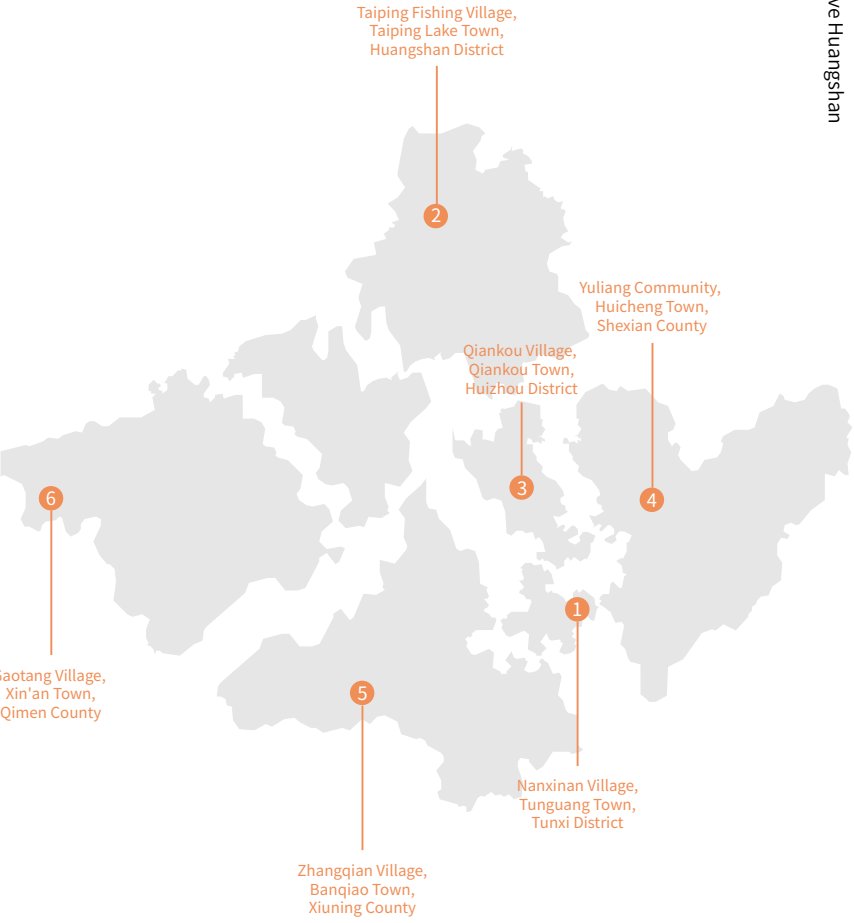 Taiping Fishing Village,
Taiping Lake Town,
Huangshan District
Huangshan
2
Yuliang Community,
Huicheng Town,
Shexian County
Qiankou Village,
Qiankou Town,
Huizhou District
3
4
6
1
Gaotang Village,
Xin'an Town,
Qimen County
5
Nanxinan Village,
Tunguang Town,
Tunxi District
Zhangqian Village,
Banqiao Town,
Xiuning County